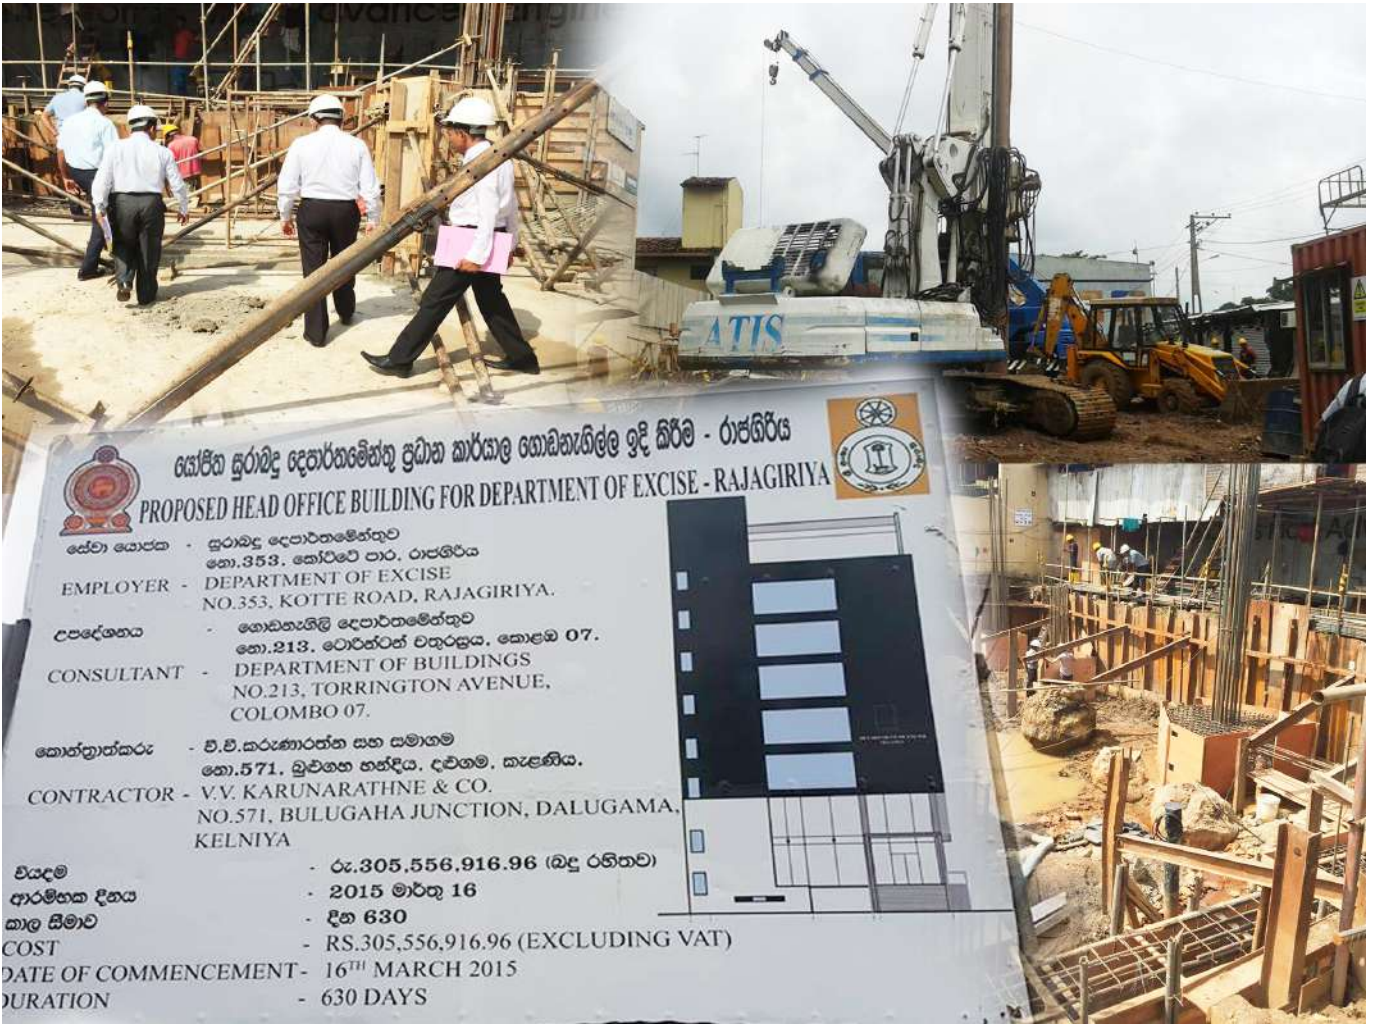 ATIS
යෝජිත සුරාබදු දෙපාර්තමේන්තු ප්‍රධාන කාර්යාල ගොඩනැගිල්ල ඉදි කිරීම - රාජගිරිය
PROPOSED HEAD OFFICE BUILDING FOR DEPARTMENT OF EXCISE - RAJAGIRIYA
සේවා යොජක - සුරාබදු දෙපාර්තමේන්තුව
නො.353, කෝට්ටේ පාර, රාජගිරිය
EMPLOYER - DEPARTMENT OF EXCISE
NO.353, KOTTE ROAD, RAJAGIRIYA.
උපදේශනය - ගොඩනැගිලි දෙපාර්තමේන්තුව
නො.213, ටොරින්ටන් චතුරස්‍රය, කොළඹ 07.
CONSULTANT - DEPARTMENT OF BUILDINGS
NO.213, TORRINGTON AVENUE,
COLOMBO 07.
කොන්ත්‍රාත්කරු - වී.වී.කරුණාරත්න සහ සමාගම
නො.571, බුළුගහ හන්දිය, දළුගම, කැළණිය.
CONTRACTOR - V.V. KARUNARATHNE & CO.
NO.571, BULUGAHA JUNCTION, DALUGAMA,
KELNIYA
වියදම - රු.305,556,916.96 (බදු රහිතව)
ආරම්භක දිනය - 2015 මාර්තු 16
කාල සීමාව - දින 630
COST - RS.305,556,916.96 (EXCLUDING VAT)
DATE OF COMMENCEMENT - 16TH MARCH 2015
DURATION - 630 DAYS